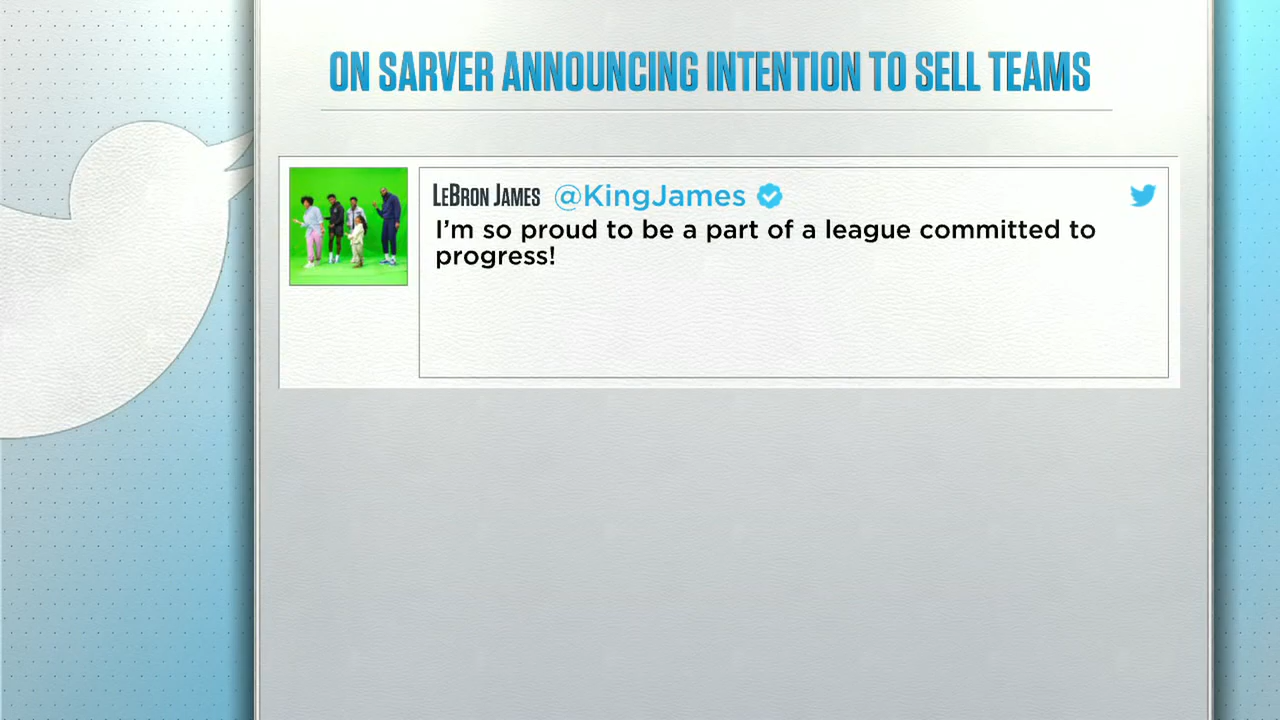 ON SARVER ANNOUNCING INTENTION TO SELL TEAMS
LEBRON JAMES @KingJames
I'm so proud to be a part of a league committed to
progress!